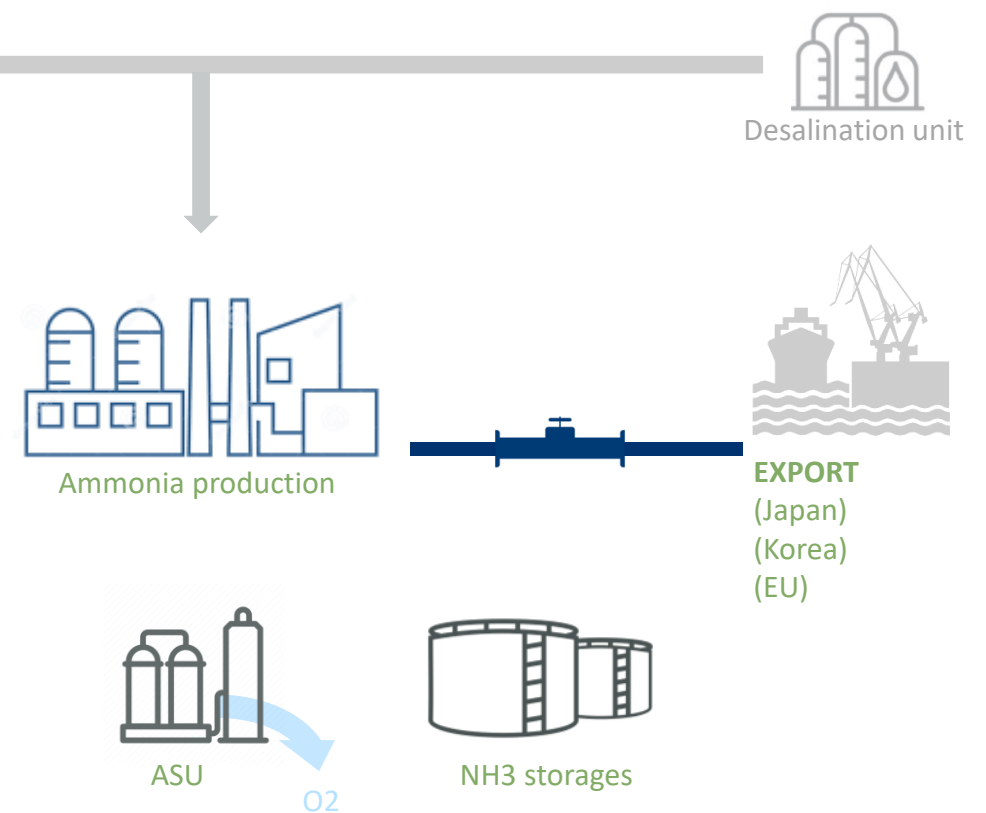 Desalination unit
Ammonia production
EXPORT
(Japan)
(Korea)
(EU)
ASU
O2
NH3 storages